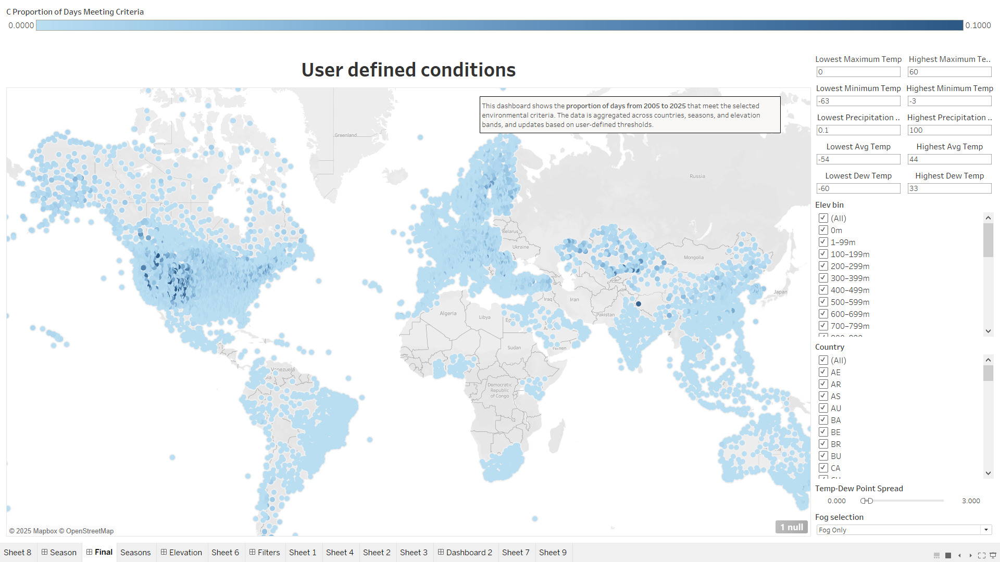 C Proportion of Days Meeting Criteria
0.0000
0.1000
User defined conditions
This dashboard shows the proportion of days from 2005 to 2025 that meet the selected
environmental criteria. The data is aggregated across countries, seasons, and elevation
bands, and updates based on user-defined thresholds.
Greenland
Russia
Belarus
Ukraine
Mongolia
Japan
Iraq
Iran
Algeria
Libya
Pakistan
Sudan
Yemen
Venezuela
Democratic
Republic
of Congo
© 2025 Mapbox © OpenStreetMap
1 null
Lowest Maximum Temp
Highest Maximum Te..
0
60
Lowest Minimum Temp
Highest Minimum Temp
-63
-3
Lowest Precipitation ..
Highest Precipitation ..
0.1
100
Lowest Avg Temp
Highest Avg Temp
-54
44
Lowest Dew Temp
Highest Dew Temp
-60
33
Elev bin
(All)
0m
1–99m
100–199m
200–299m
300–399m
400–499m
500–599m
600–699m
700–799m
Country
(All)
AE
AR
AS
AU
BA
BE
BR
BU
CA
Temp-Dew Point Spread
0.000
3.000
Fog selection
Fog Only
Sheet 8
Season
Final
Seasons
Elevation
Sheet 6
Filters
Sheet 1
Sheet 4
Sheet 2
Sheet 3
Dashboard 2
Sheet 7
Sheet 9